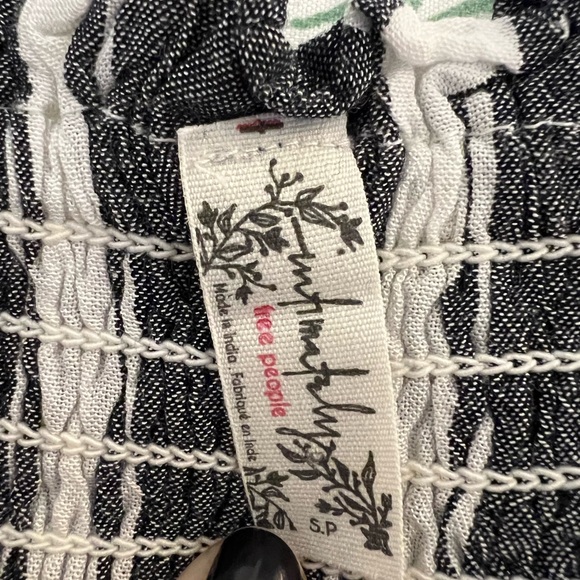 Intimately
free people
Made in India . Fabriqué en Inde
S.P